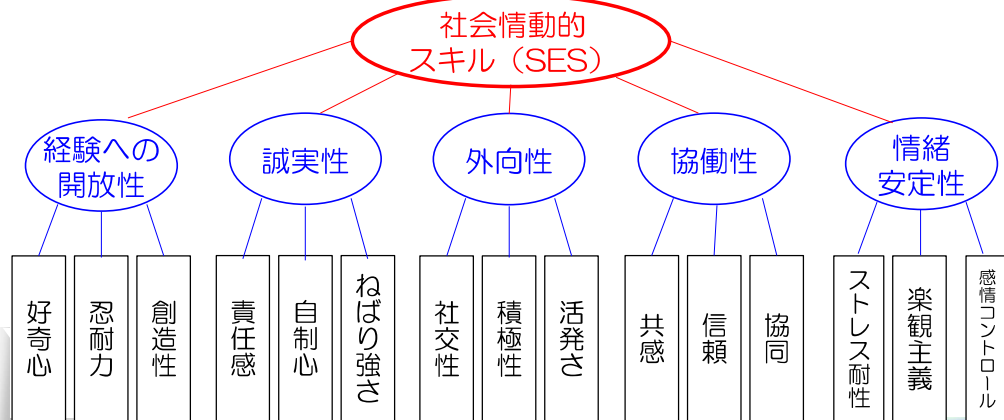 社会情動的
スキル（SES）
経験への
開放性
誠実性
外向性
協働性
情緒
安定性
好奇心
忍耐力
創造性
責任感
自制心
ねばり強さ
社交性
積極性
活発さ
共感
信頼
協同
ストレス耐性
楽観主義
感情コントロール